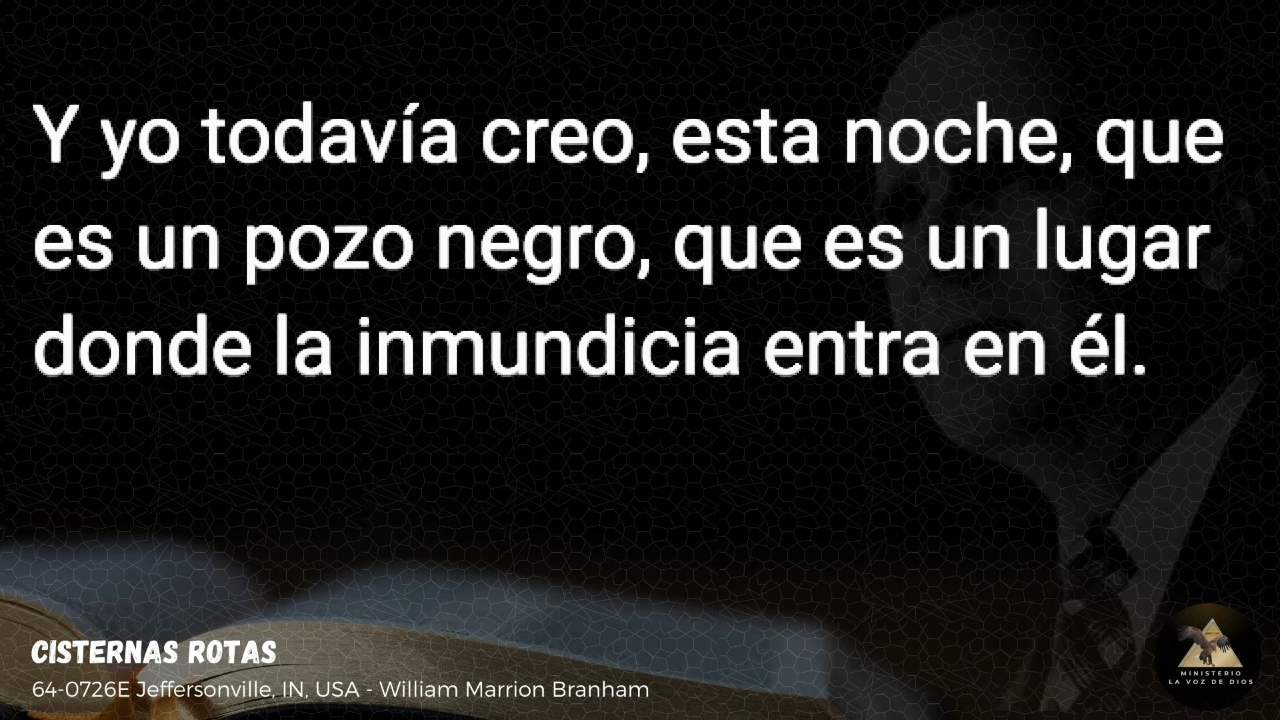 Y yo todavía creo, esta noche, que
es un pozo negro, que es un lugar
donde la inmundicia entra en él.
CISTERNAS ROTAS
64-0726E Jeffersonville, IN, USA - William Marrion Branham
MINISTERIO
LA VOZ DE DIOS